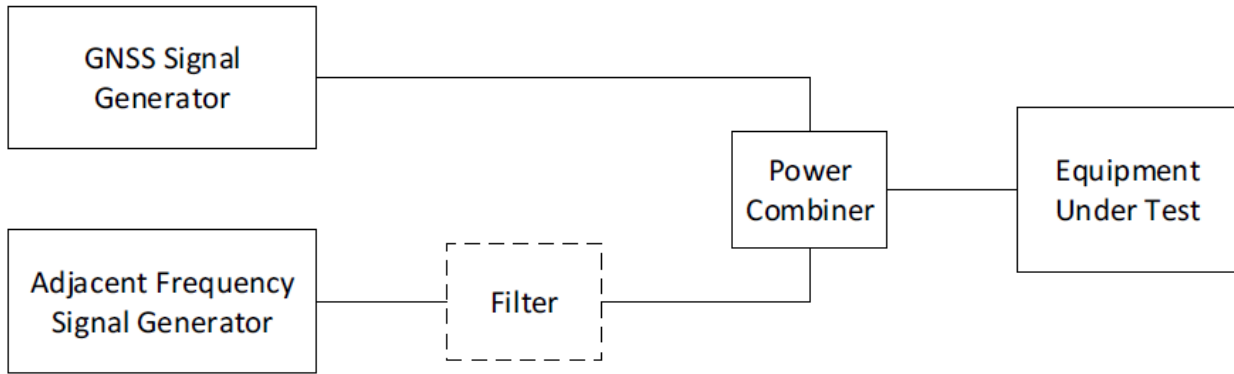 GNSS Signal
Generator
Power
Combiner
Equipment
Under Test
Adjacent Frequency
Signal Generator
Filter